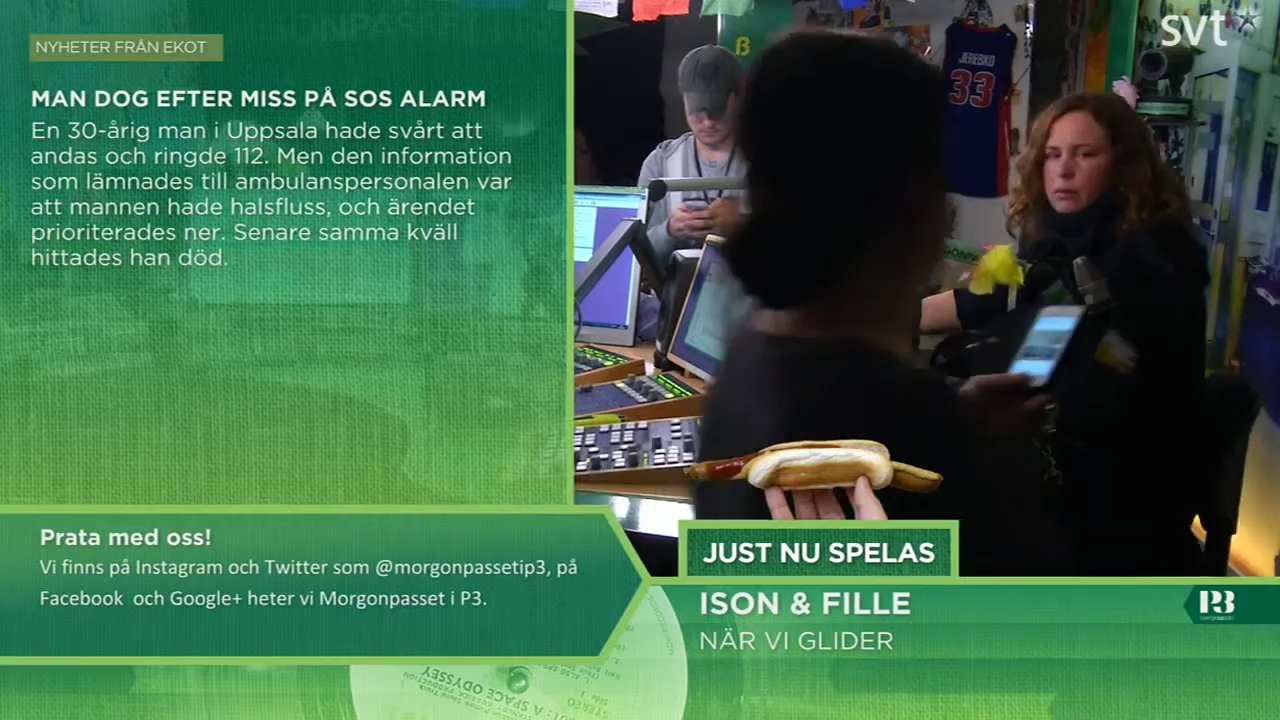 NYHETER FRÅN EKOT
MAN DOG EFTER MISS PÅ SOS ALARM
En 30-årig man i Uppsala hade svårt att
andas och ringde 112. Men den information
som lämnades till ambulanspersonalen var
att mannen hade halsfluss, och ärendet
prioriterades ner. Senare samma kväll
hittades han död.
svt
JEREBKO
33
Prata med oss!
Vi finns på Instagram och Twitter som @morgonpassetip3, på
Facebook och Google+ heter vi Morgonpasset i P3.
JUST NU SPELAS
ISON & FILLE
NÄR VI GLIDER
P3
A SPACE ODYSSEY
STEREO